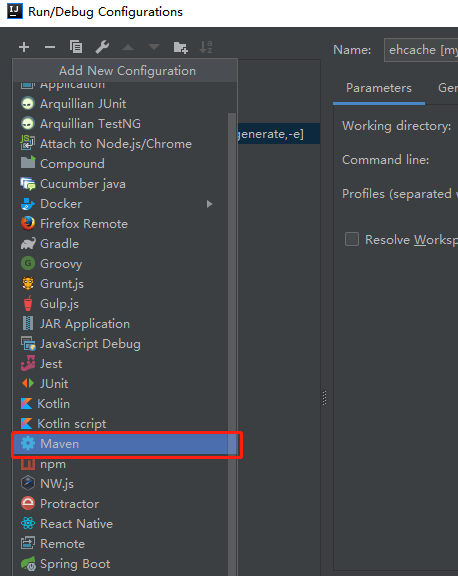 IJ Run/Debug Configurations
Name: ehcache [my
Add New Configuration
Application
Arquillian JUnit
Arquillian TestNG
Attach to Node.js/Chrome
Compound
Cucumber java
Docker
Firefox Remote
Gradle
Groovy
Grunt.js
Gulp.js
JAR Application
JavaScript Debug
Jest
JUnit
Kotlin
Kotlin script
Maven
npm
NW.js
Protractor
React Native
Remote
Spring Boot
generate,-e]
Parameters Ger
Working directory:
Command line:
Profiles (separated w
Resolve Worksp